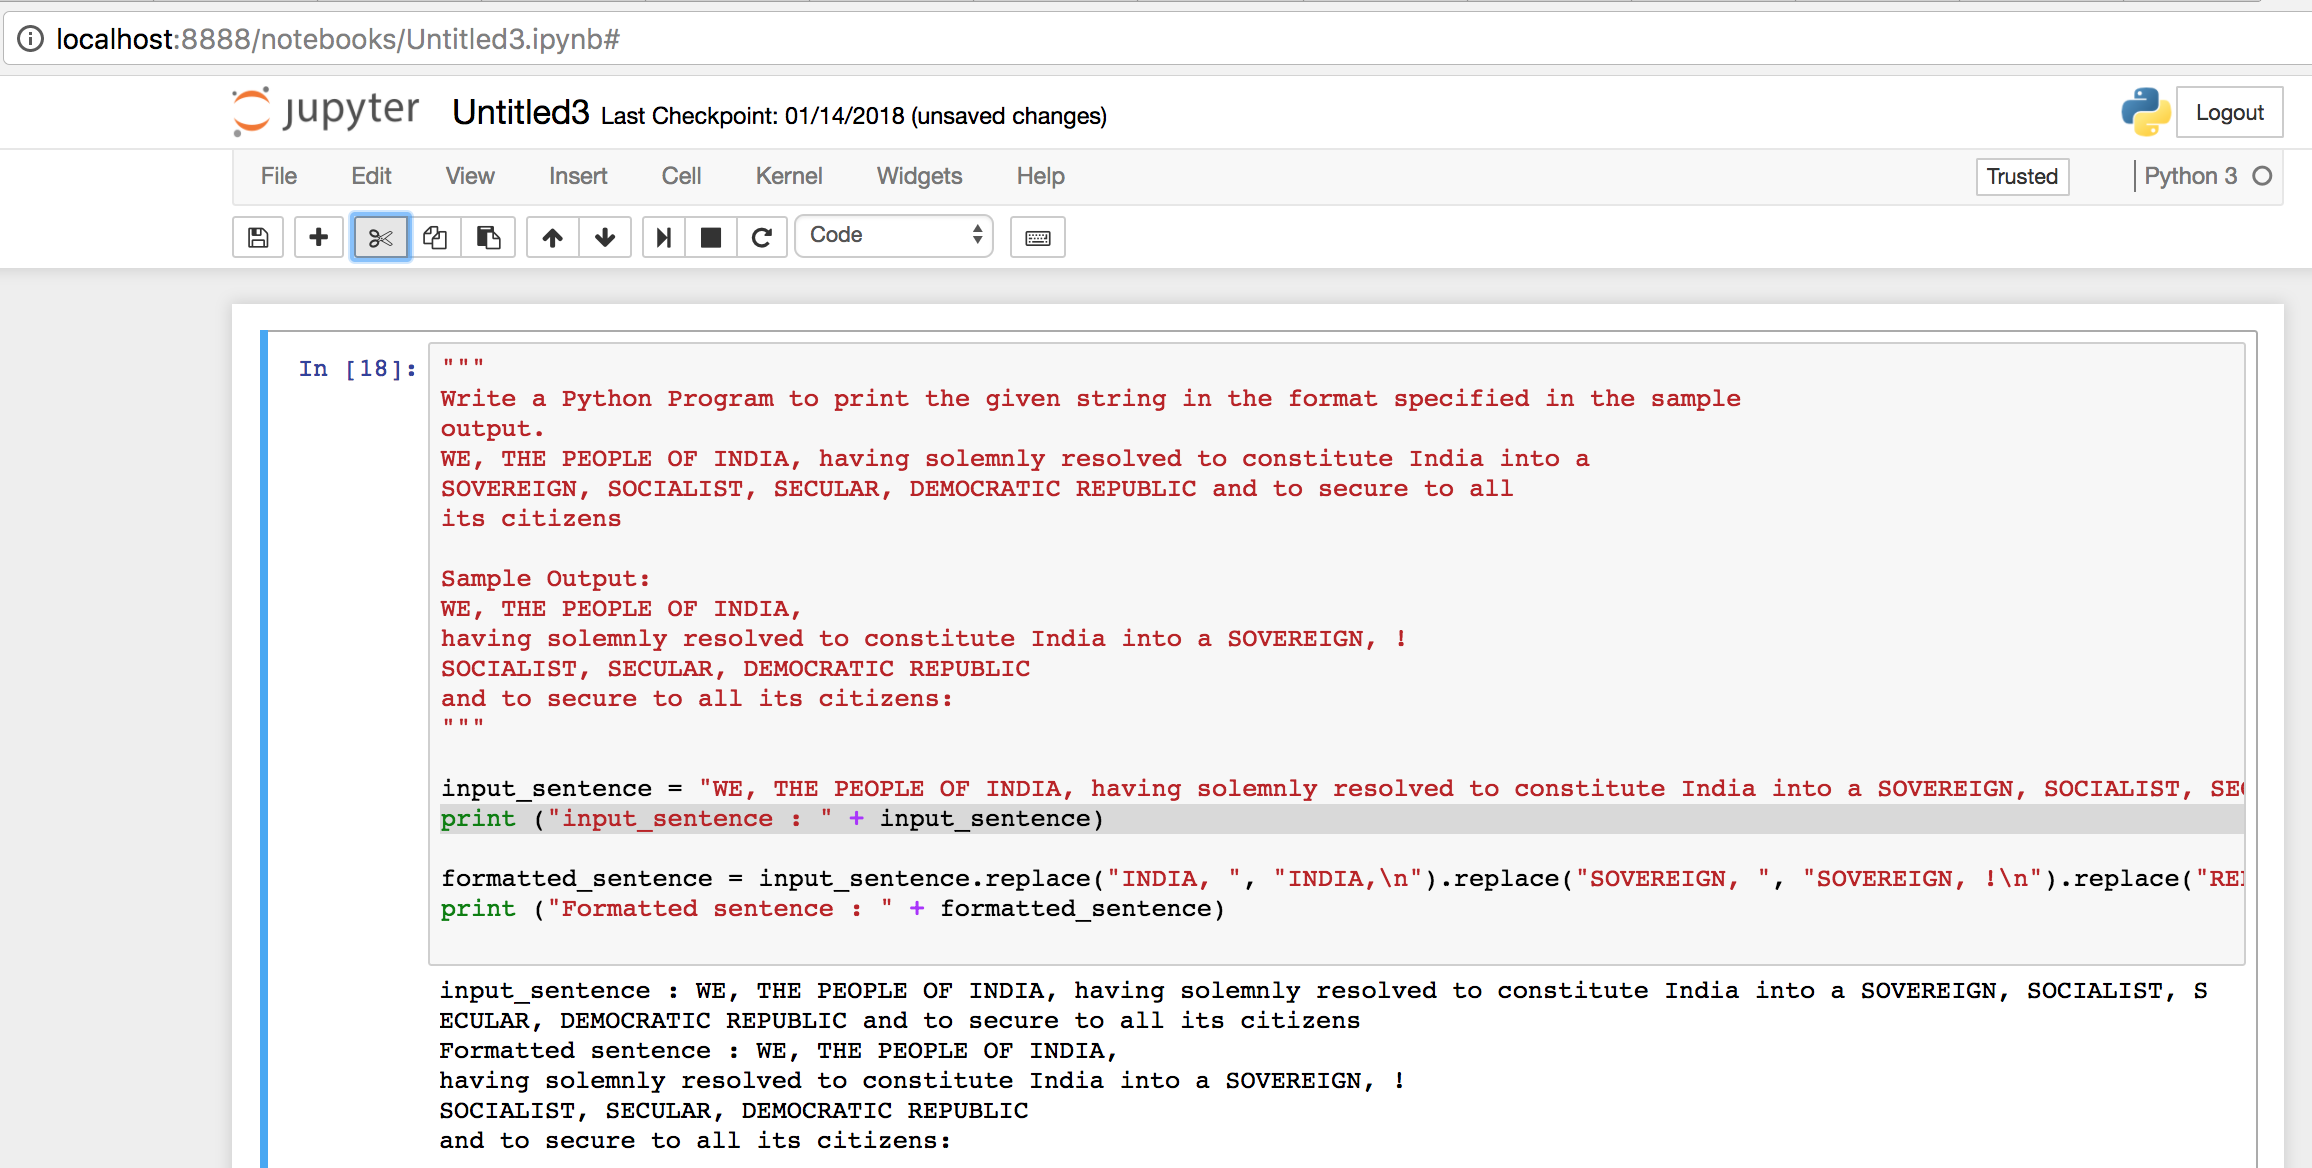 localhost:8888/notebooks/Untitled3.ipynb#
jupyter Untitled3 Last Checkpoint: 01/14/2018 (unsaved changes) Logout
File Edit View Insert Cell Kernel Widgets Help Trusted Python 3
Code
In [18]: """
Write a Python Program to print the given string in the format specified in the sample
output.
WE, THE PEOPLE OF INDIA, having solemnly resolved to constitute India into a
SOVEREIGN, SOCIALIST, SECULAR, DEMOCRATIC REPUBLIC and to secure to all
its citizens
Sample Output:
WE, THE PEOPLE OF INDIA,
having solemnly resolved to constitute India into a SOVEREIGN, !
SOCIALIST, SECULAR, DEMOCRATIC REPUBLIC
and to secure to all its citizens:
"""
input_sentence = "WE, THE PEOPLE OF INDIA, having solemnly resolved to constitute India into a SOVEREIGN, SOCIALIST, SE
print ("input_sentence : " + input_sentence)
formatted_sentence = input_sentence.replace("INDIA, ", "INDIA,\n").replace("SOVEREIGN, ", "SOVEREIGN, !\n").replace("RE
print ("Formatted sentence : " + formatted_sentence)
input_sentence : WE, THE PEOPLE OF INDIA, having solemnly resolved to constitute India into a SOVEREIGN, SOCIALIST, S
ECULAR, DEMOCRATIC REPUBLIC and to secure to all its citizens
Formatted sentence : WE, THE PEOPLE OF INDIA,
having solemnly resolved to constitute India into a SOVEREIGN, !
SOCIALIST, SECULAR, DEMOCRATIC REPUBLIC
and to secure to all its citizens: